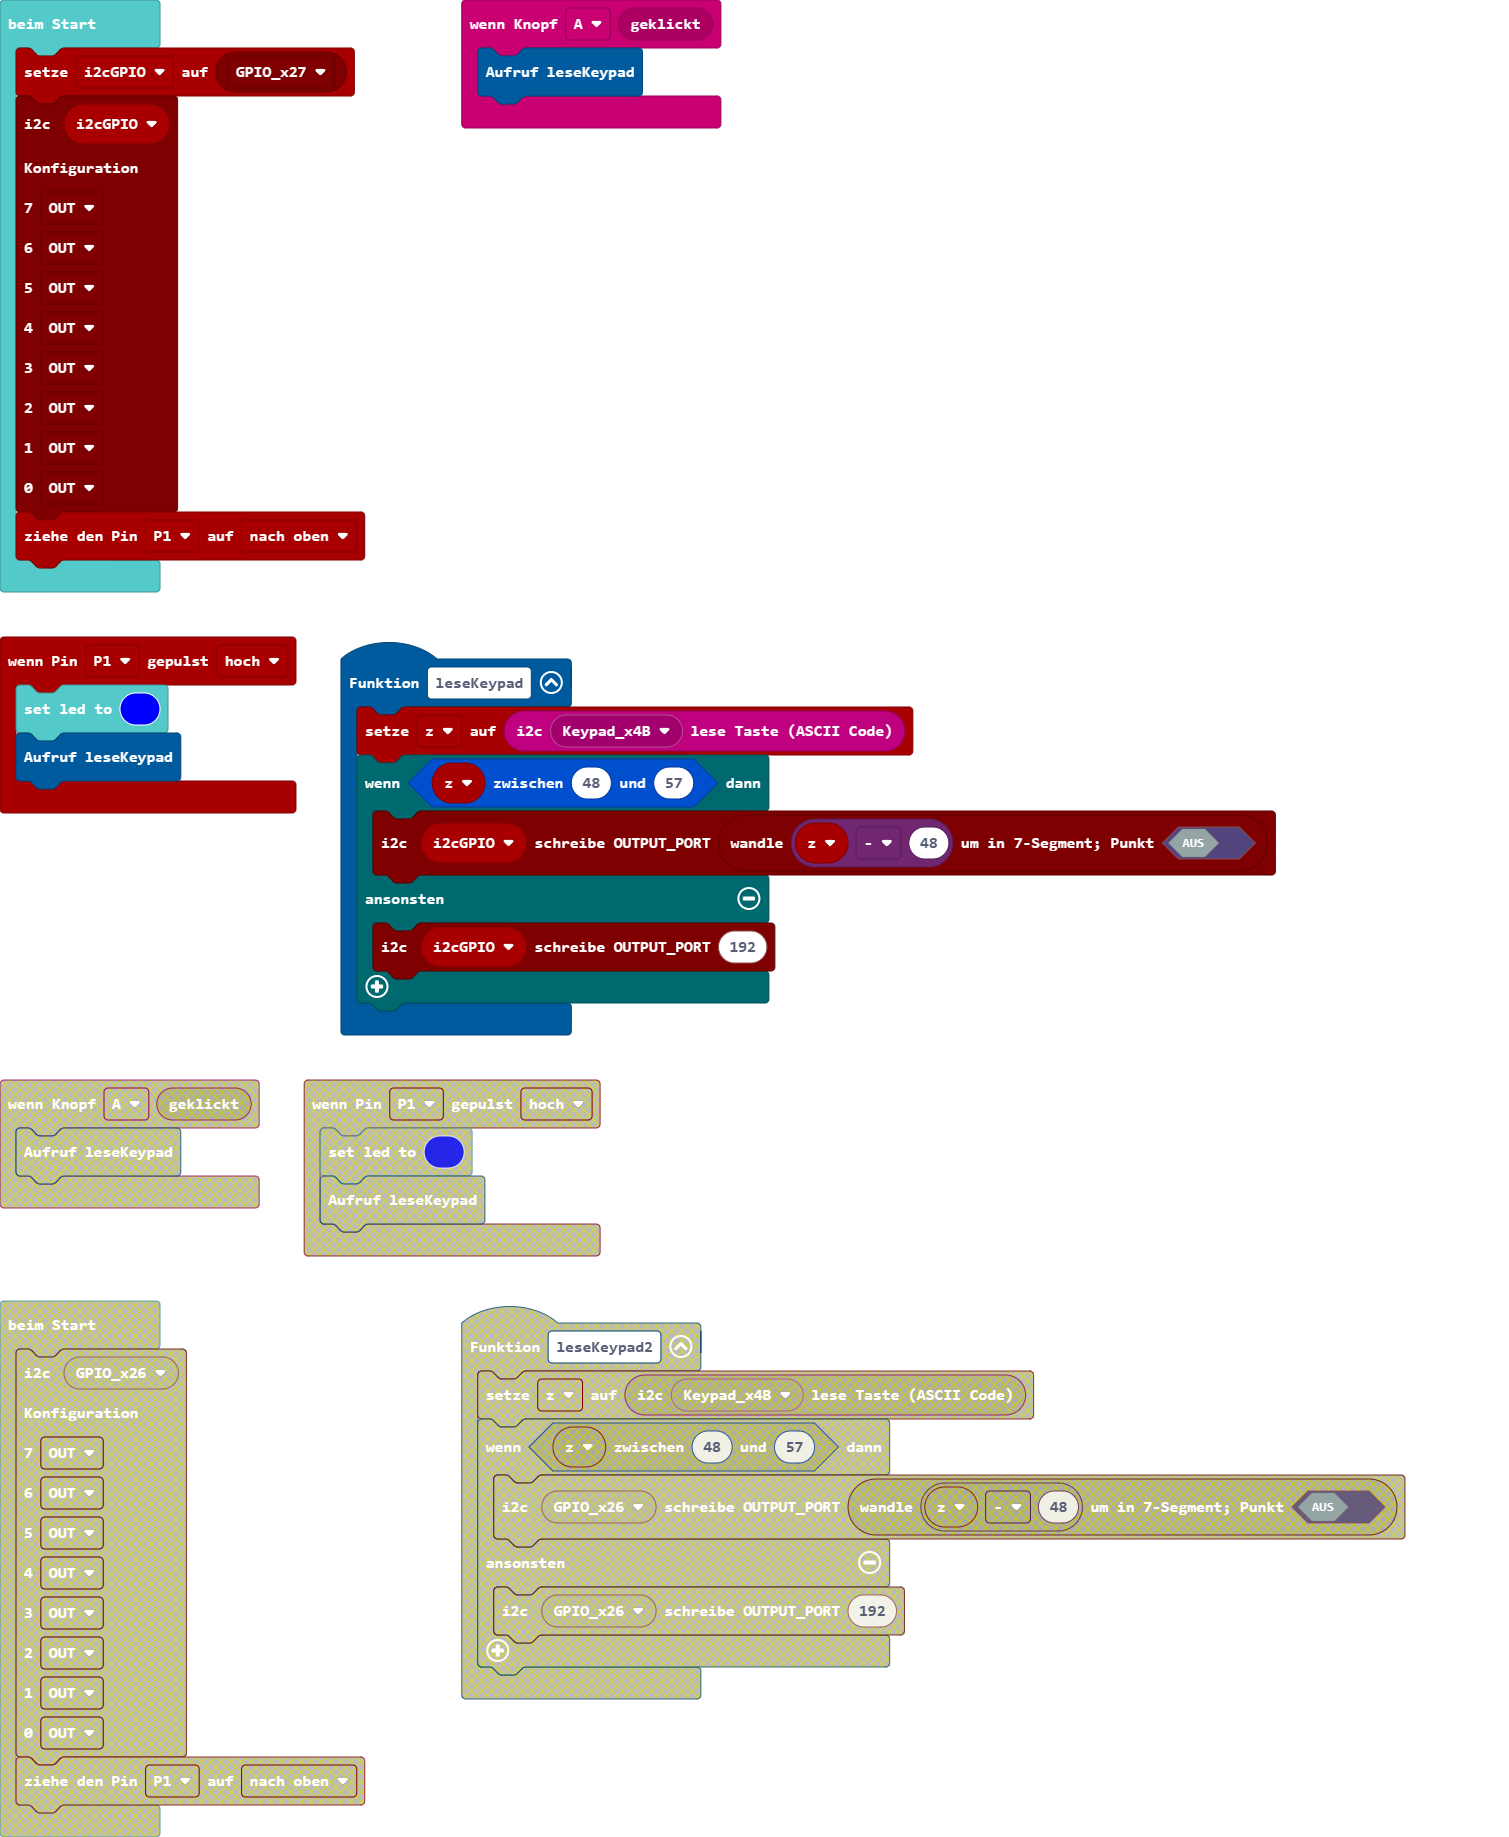 beim Start
setze i2cGPIO auf GPIO_x27
i2c i2cGPIO
Konfiguration
7 OUT
6 OUT
5 OUT
4 OUT
3 OUT
2 OUT
1 OUT
0 OUT
ziehe den Pin P1 auf nach oben
wenn Knopf A geklickt
Aufruf leseKeypad
wenn Pin P1 gepulst hoch
set led to
Aufruf leseKeypad
Funktion leseKeypad
setze z auf i2c Keypad_x4B lese Taste (ASCII Code)
wenn z zwischen 48 und 57 dann
i2c i2cGPIO schreibe OUTPUT_PORT wandle z - 48 um in 7-Segment; Punkt AUS
ansonsten
i2c i2cGPIO schreibe OUTPUT_PORT 192
wenn Knopf A geklickt
Aufruf leseKeypad
wenn Pin P1 gepulst hoch
set led to
Aufruf leseKeypad
beim Start
i2c GPIO_x26
Konfiguration
7 OUT
6 OUT
5 OUT
4 OUT
3 OUT
2 OUT
1 OUT
0 OUT
ziehe den Pin P1 auf nach oben
Funktion leseKeypad2
setze z auf i2c Keypad_x4B lese Taste (ASCII Code)
wenn z zwischen 48 und 57 dann
i2c GPIO_x26 schreibe OUTPUT_PORT wandle z - 48 um in 7-Segment; Punkt AUS
ansonsten
i2c GPIO_x26 schreibe OUTPUT_PORT 192